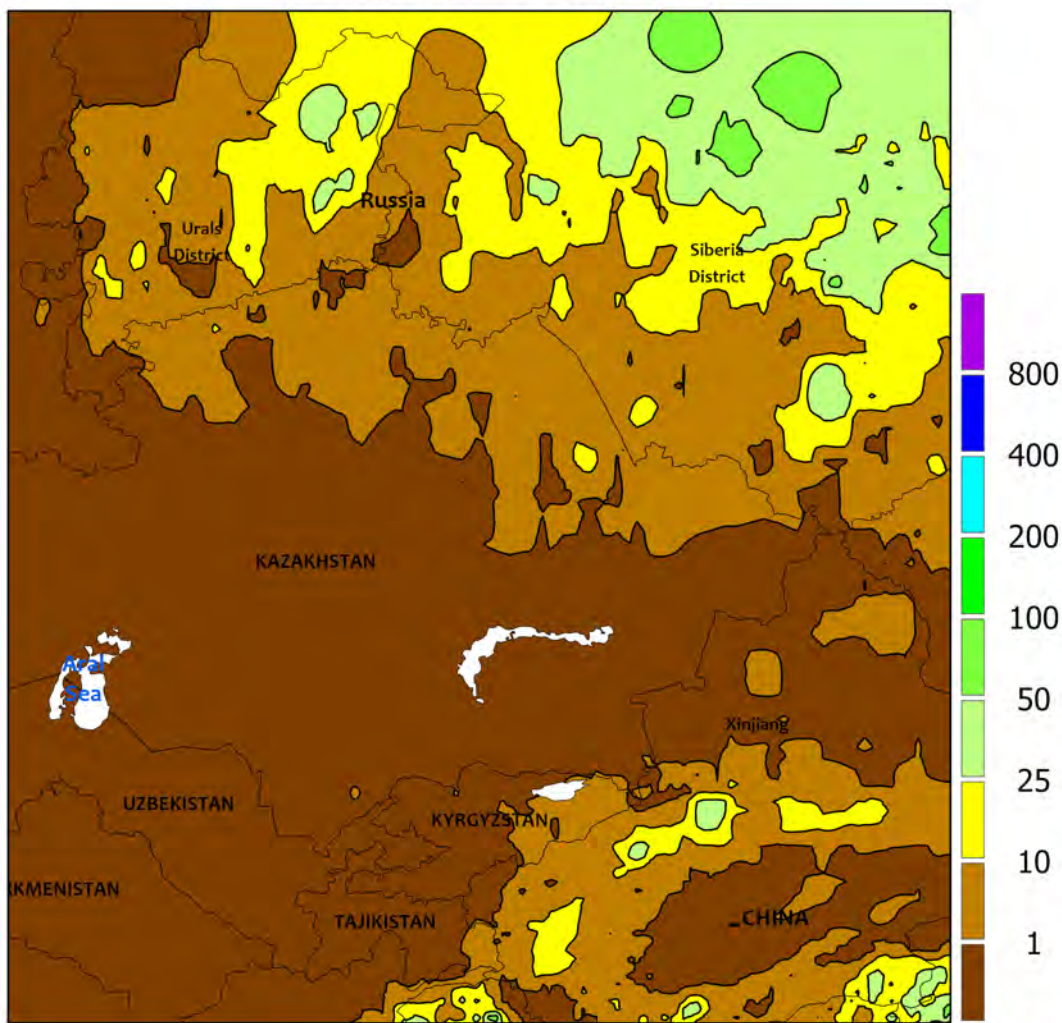 Russia
Urals
District
Siberia
District
KAZAKHSTAN
Aral
Sea
Xinjiang
UZBEKISTAN
KYRGYZSTAN
RKMENISTAN
TAJIKISTAN
CHINA
800
400
200
100
50
25
10
1